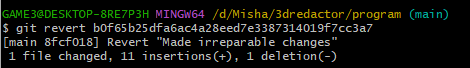 GAME3@DESKTOP-8RE7P3H MINGW64 /d/Misha/3dredactor/program (main)
$ git revert b0f65b25dfa6ac4a28eed7e3387314019f7cc3a7
[main 8fcf018] Revert "Made irreparable changes"
1 file changed, 11 insertions(+), 1 deletion(-)